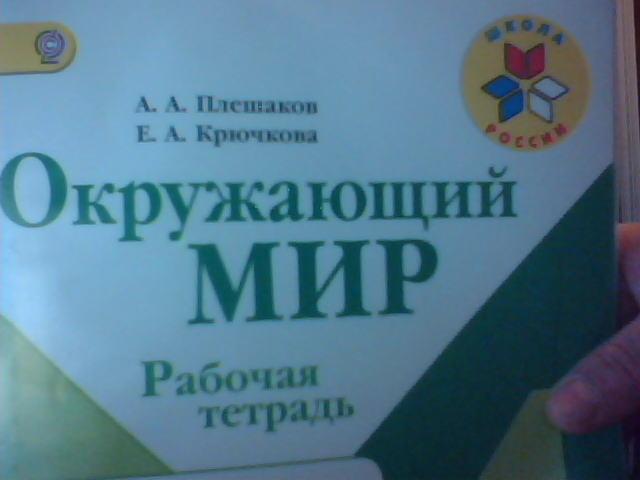 ШКОЛА
РОССИИ
А. А. Плешаков
Е. А. Крючкова
Окружающий
МИР
Рабочая
тетрадь